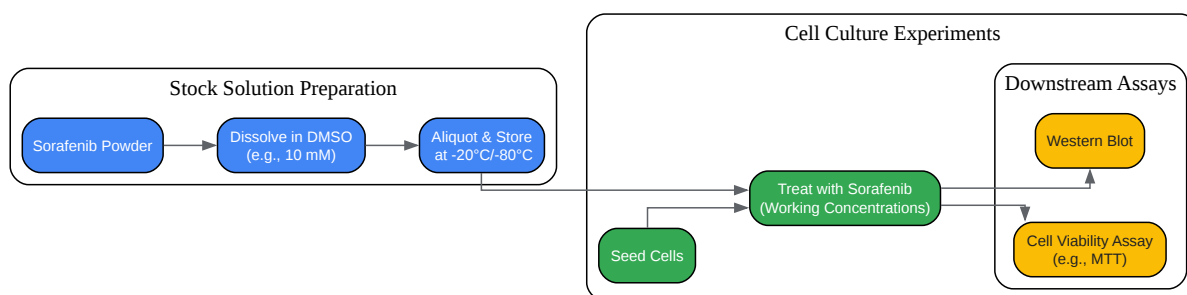 Cell Culture Experiments
Stock Solution Preparation
Downstream Assays
Sorafenib Powder
Dissolve in DMSO
(e.g., 10 mM)
Aliquot & Store
at -20°C/-80°C
Western Blot
Treat with Sorafenib
(Working Concentrations)
Seed Cells
Cell Viability Assay
(e.g., MTT)